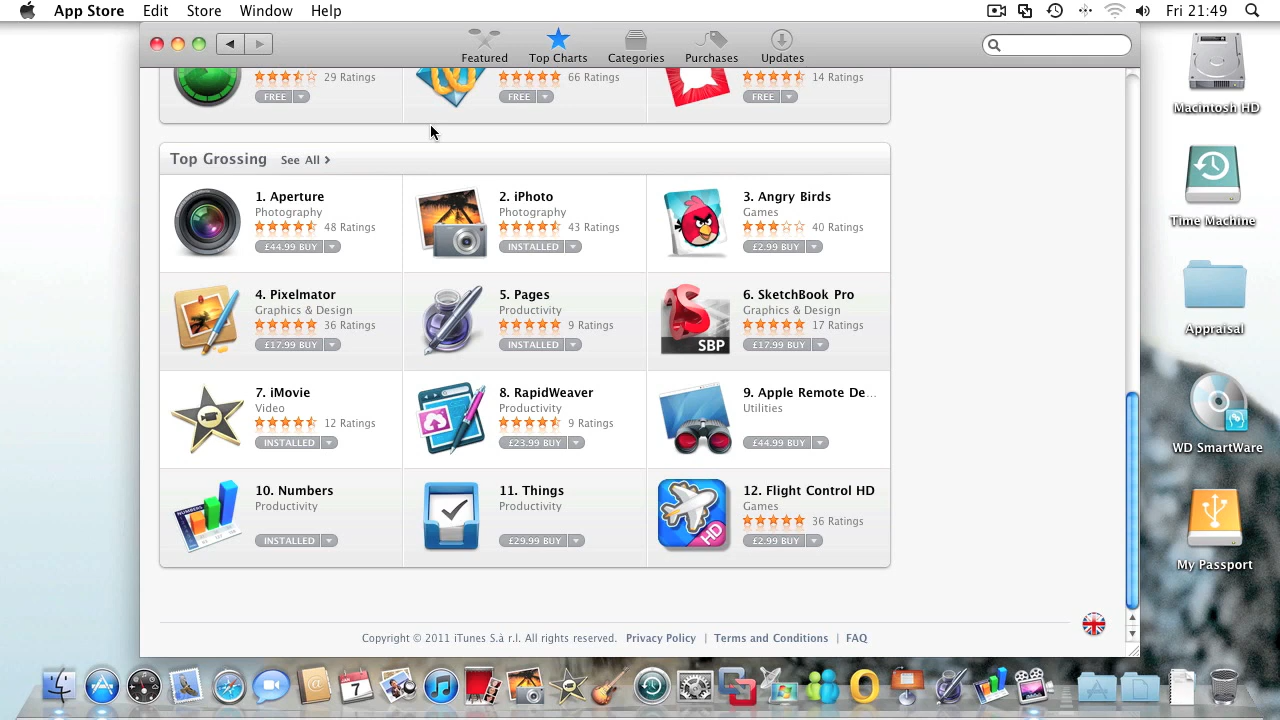 App Store Edit Store Window Help Fri 21:49
Featured Top Charts Categories Purchases Updates
29 Ratings 66 Ratings 14 Ratings
FREE FREE FREE
Top Grossing See All
1. Aperture
Photography
48 Ratings
£44.99 BUY
2. iPhoto
Photography
43 Ratings
INSTALLED
3. Angry Birds
Games
40 Ratings
£2.99 BUY
4. Pixelmator
Graphics & Design
36 Ratings
£17.99 BUY
5. Pages
Productivity
9 Ratings
INSTALLED
6. SketchBook Pro
Graphics & Design
17 Ratings
£17.99 BUY
SBP
7. iMovie
Video
12 Ratings
INSTALLED
8. RapidWeaver
Productivity
9 Ratings
£23.99 BUY
9. Apple Remote De...
Utilities
£44.99 BUY
10. Numbers
Productivity
INSTALLED
NUMBERS
11. Things
Productivity
£29.99 BUY
12. Flight Control HD
Games
36 Ratings
£2.99 BUY
HD
Copyright © 2011 iTunes S.à r.l. All rights reserved. Privacy Policy | Terms and Conditions | FAQ
Macintosh HD
Time Machine
Appraisal
WD SmartWare
My Passport
7